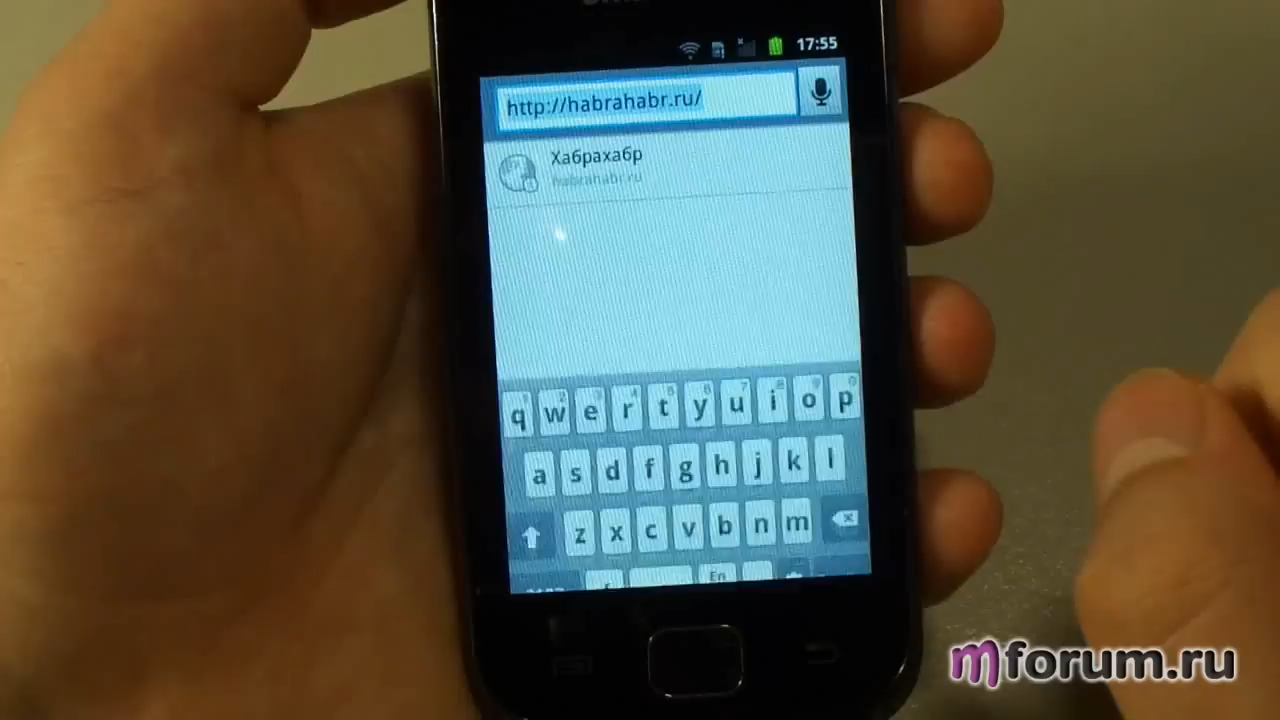 17:55
http://habrahabr.ru/
Хабрахабр
habrahabr.ru
q w e r t y u i o p
a s d f g h j k l
z x c v b n m
En
mforum.ru